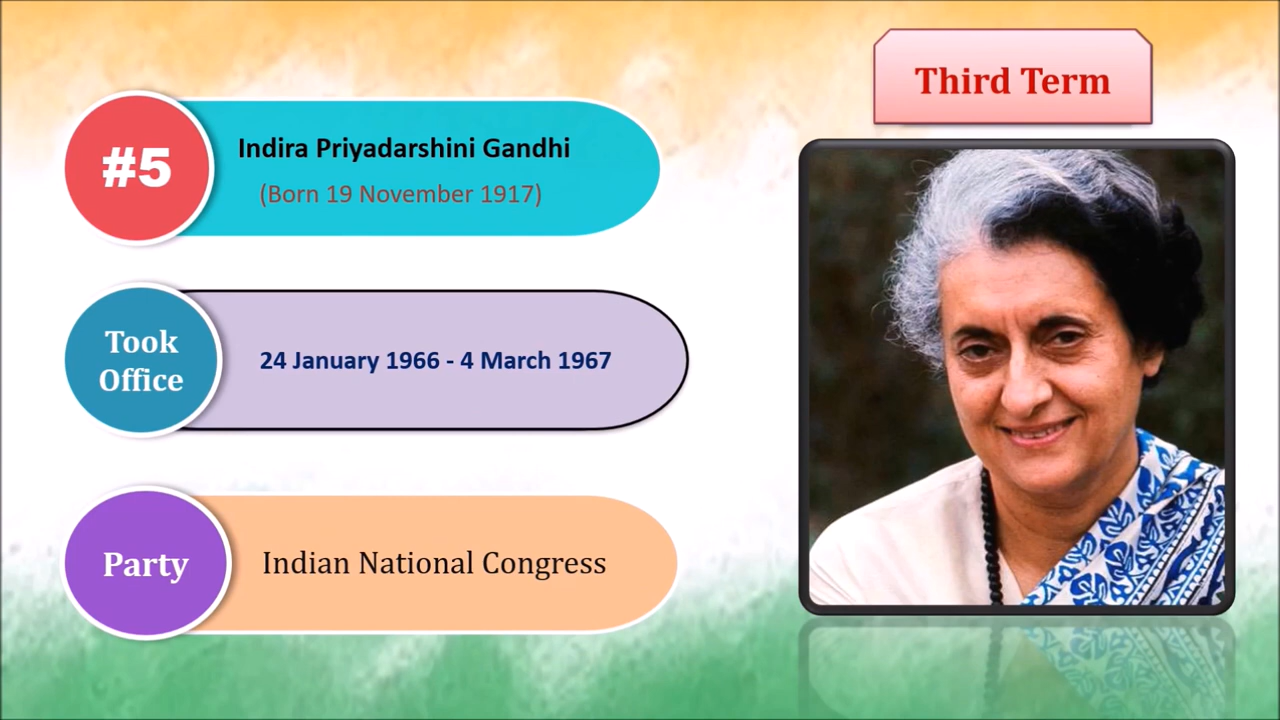 Third Term
#5
Indira Priyadarshini Gandhi
(Born 19 November 1917)
Took
Office
24 January 1966 - 4 March 1967
Party
Indian National Congress